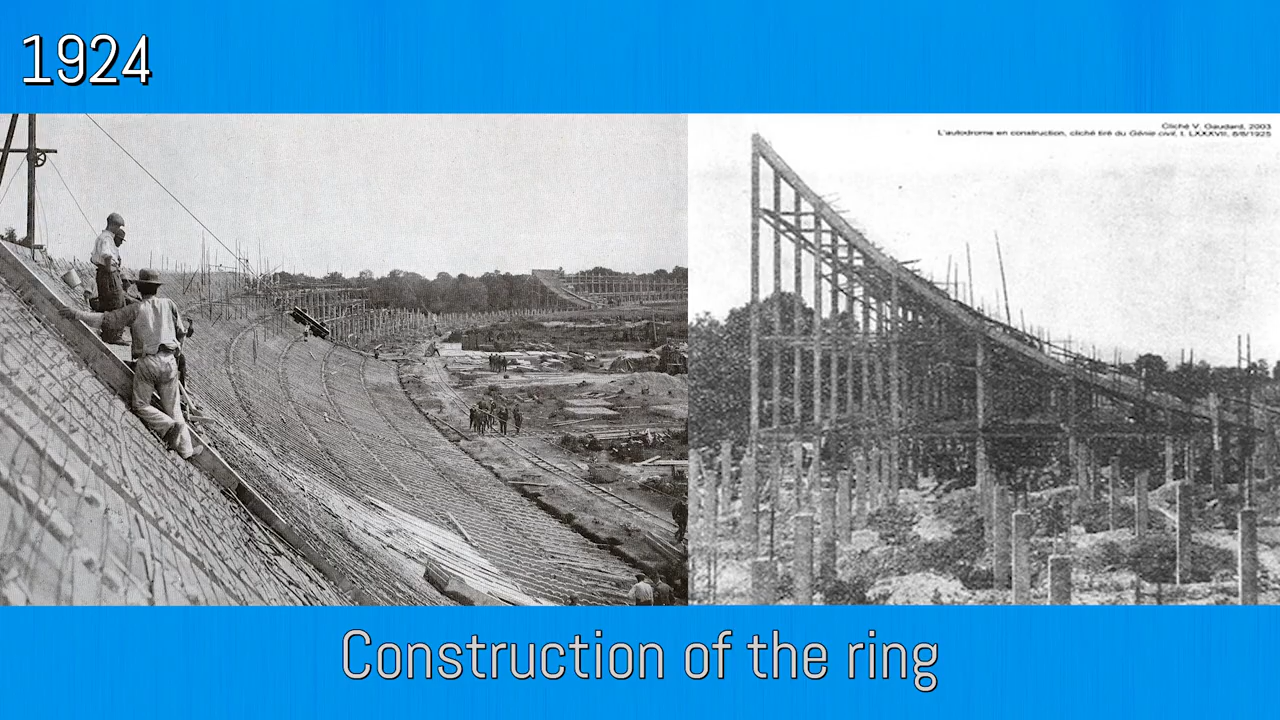 1924
Cliché V. Gaudard, 2003
L'autodrome en construction, cliché tiré du Génie civil, t. LXXXVII, 8/8/1925
Construction of the ring